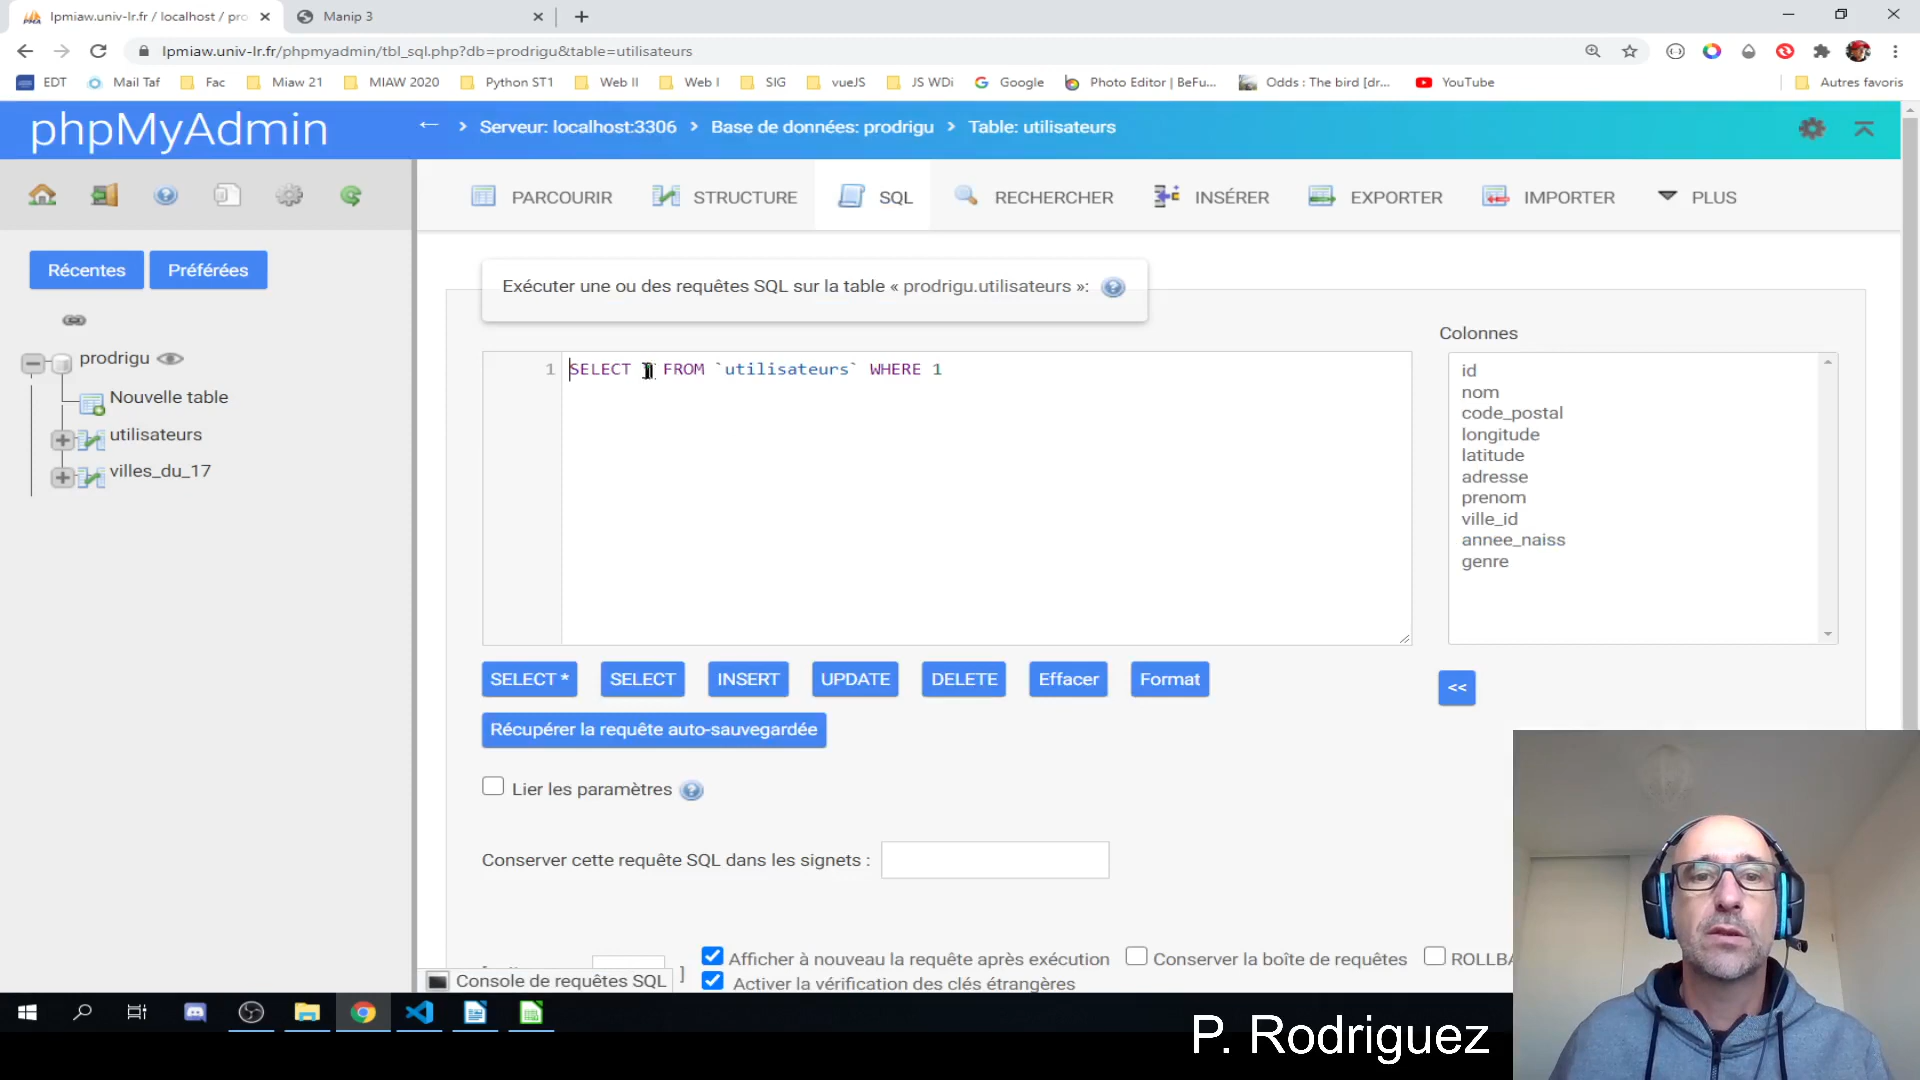 lpmiaw.univ-lr.fr / localhost / pro
Manip 3
lpmiaw.univ-lr.fr/phpmyadmin/tbl_sql.php?db=prodrigu&table=utilisateurs
EDT Mail Taf Fac Miaw 21 MIAW 2020 Python ST1 Web II Web I SIG vueJS JS WDi Google Photo Editor | BeFu... Odds : The bird [dr... YouTube Autres favoris
phpMyAdmin
← › Serveur: localhost:3306 › Base de données: prodrigu › Table: utilisateurs
PARCOURIR STRUCTURE SQL RECHERCHER INSÉRER EXPORTER IMPORTER PLUS
Récentes Préférées
prodrigu
Nouvelle table
utilisateurs
villes_du_17
Exécuter une ou des requêtes SQL sur la table « prodrigu.utilisateurs »:
1 SELECT FROM `utilisateurs` WHERE 1
Colonnes
id
nom
code_postal
longitude
latitude
adresse
prenom
ville_id
annee_naiss
genre
SELECT * SELECT INSERT UPDATE DELETE Effacer Format
<<
Récupérer la requête auto-sauvegardée
Lier les paramètres
Conserver cette requête SQL dans les signets :
] Afficher à nouveau la requête après exécution Conserver la boîte de requêtes ROLLBA
Activer la vérification des clés étrangères
Console de requêtes SQL
P. Rodriguez